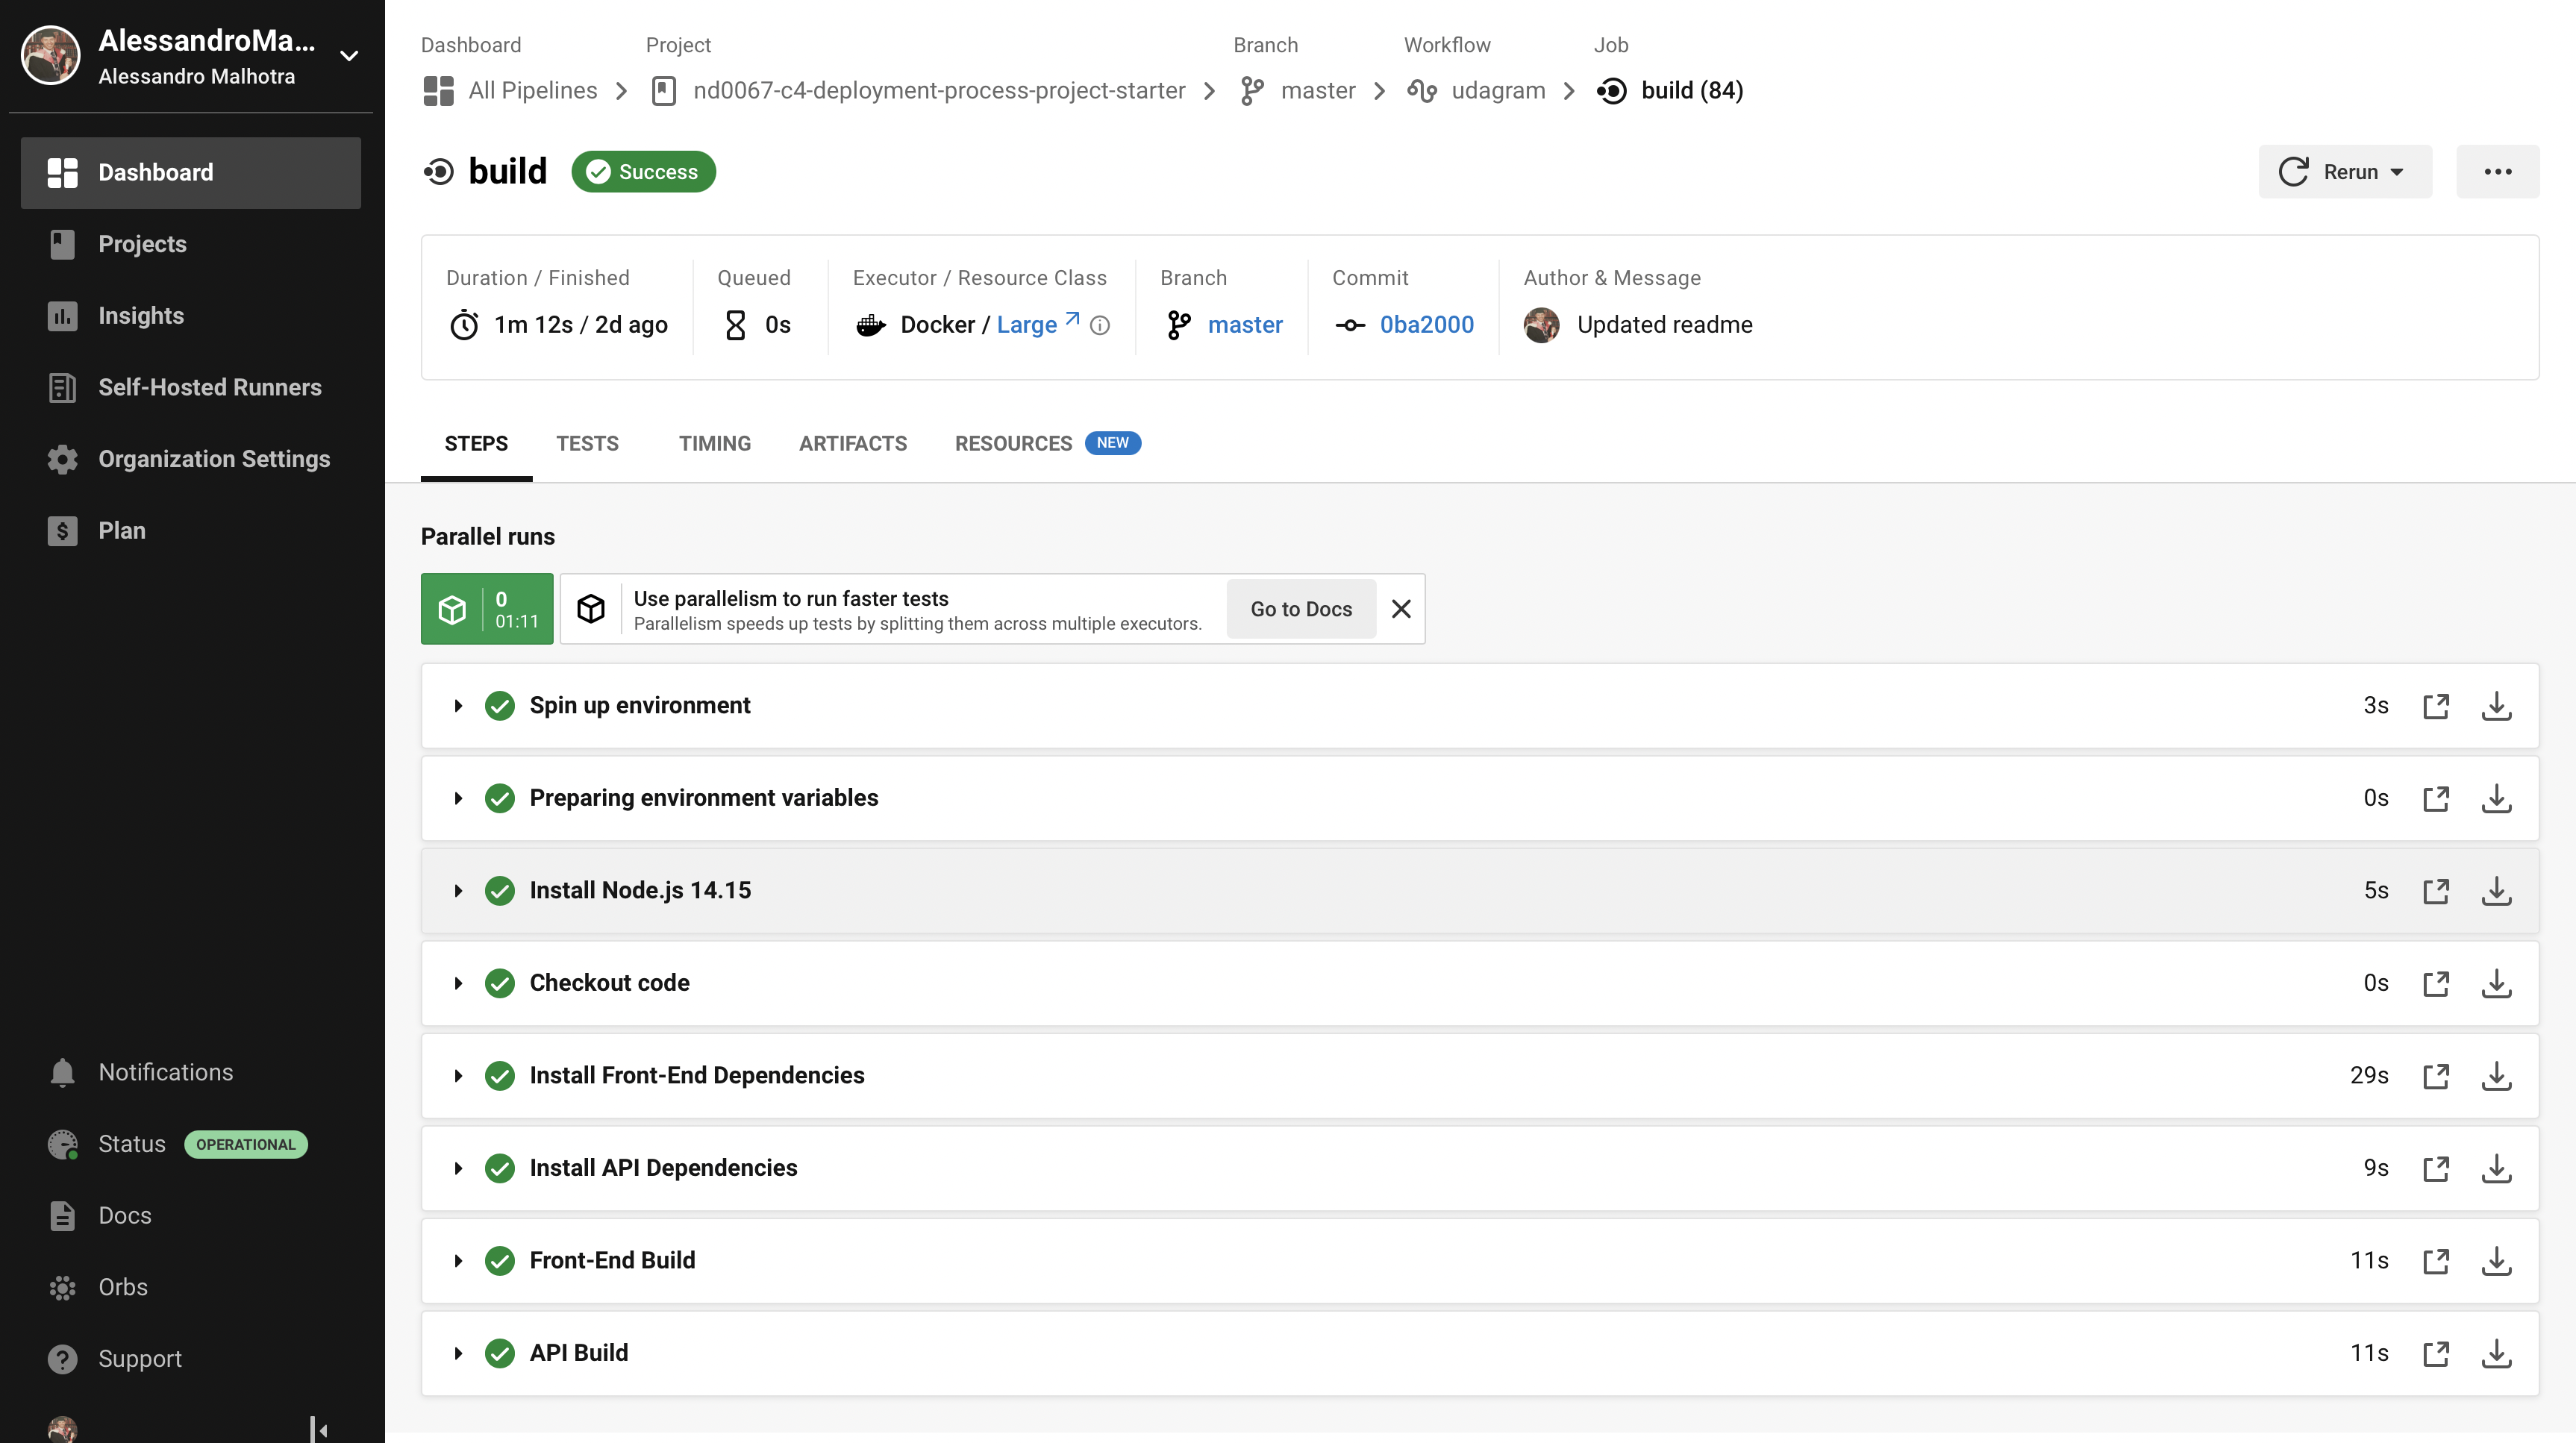 AlessandroMa...
Alessandro Malhotra
Dashboard
Projects
Insights
Self-Hosted Runners
Organization Settings
Plan
Notifications
Status OPERATIONAL
Docs
Orbs
Support
Dashboard Project Branch Workflow Job
All Pipelines nd0067-c4-deployment-process-project-starter master udagram build (84)
build Success Rerun
Duration / Finished Queued Executor / Resource Class Branch Commit Author & Message
1m 12s / 2d ago 0s Docker / Large master 0ba2000 Updated readme
STEPS TESTS TIMING ARTIFACTS RESOURCES NEW
Parallel runs
0
01:11
Use parallelism to run faster tests
Parallelism speeds up tests by splitting them across multiple executors.
Go to Docs
Spin up environment 3s
Preparing environment variables 0s
Install Node.js 14.15 5s
Checkout code 0s
Install Front-End Dependencies 29s
Install API Dependencies 9s
Front-End Build 11s
API Build 11s